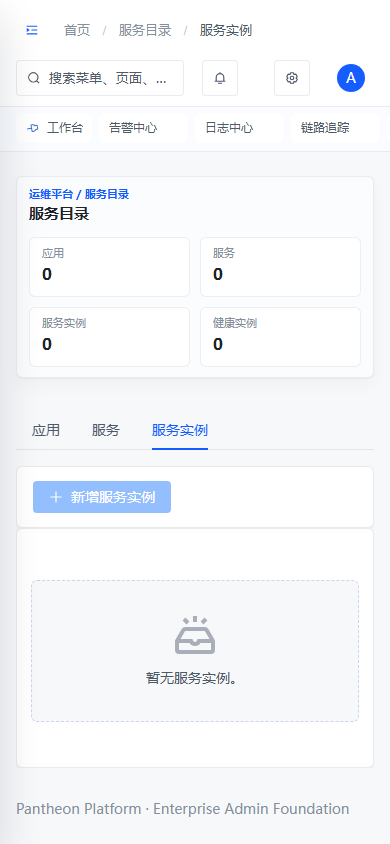 首页 / 服务目录 / 服务实例
搜索菜单、页面、...
A
工作台 告警中心 日志中心 链路追踪
运维平台 / 服务目录
服务目录
应用 服务
0 0
服务实例 健康实例
0 0
应用 服务 服务实例
新增服务实例
暂无服务实例。
Pantheon Platform · Enterprise Admin Foundation